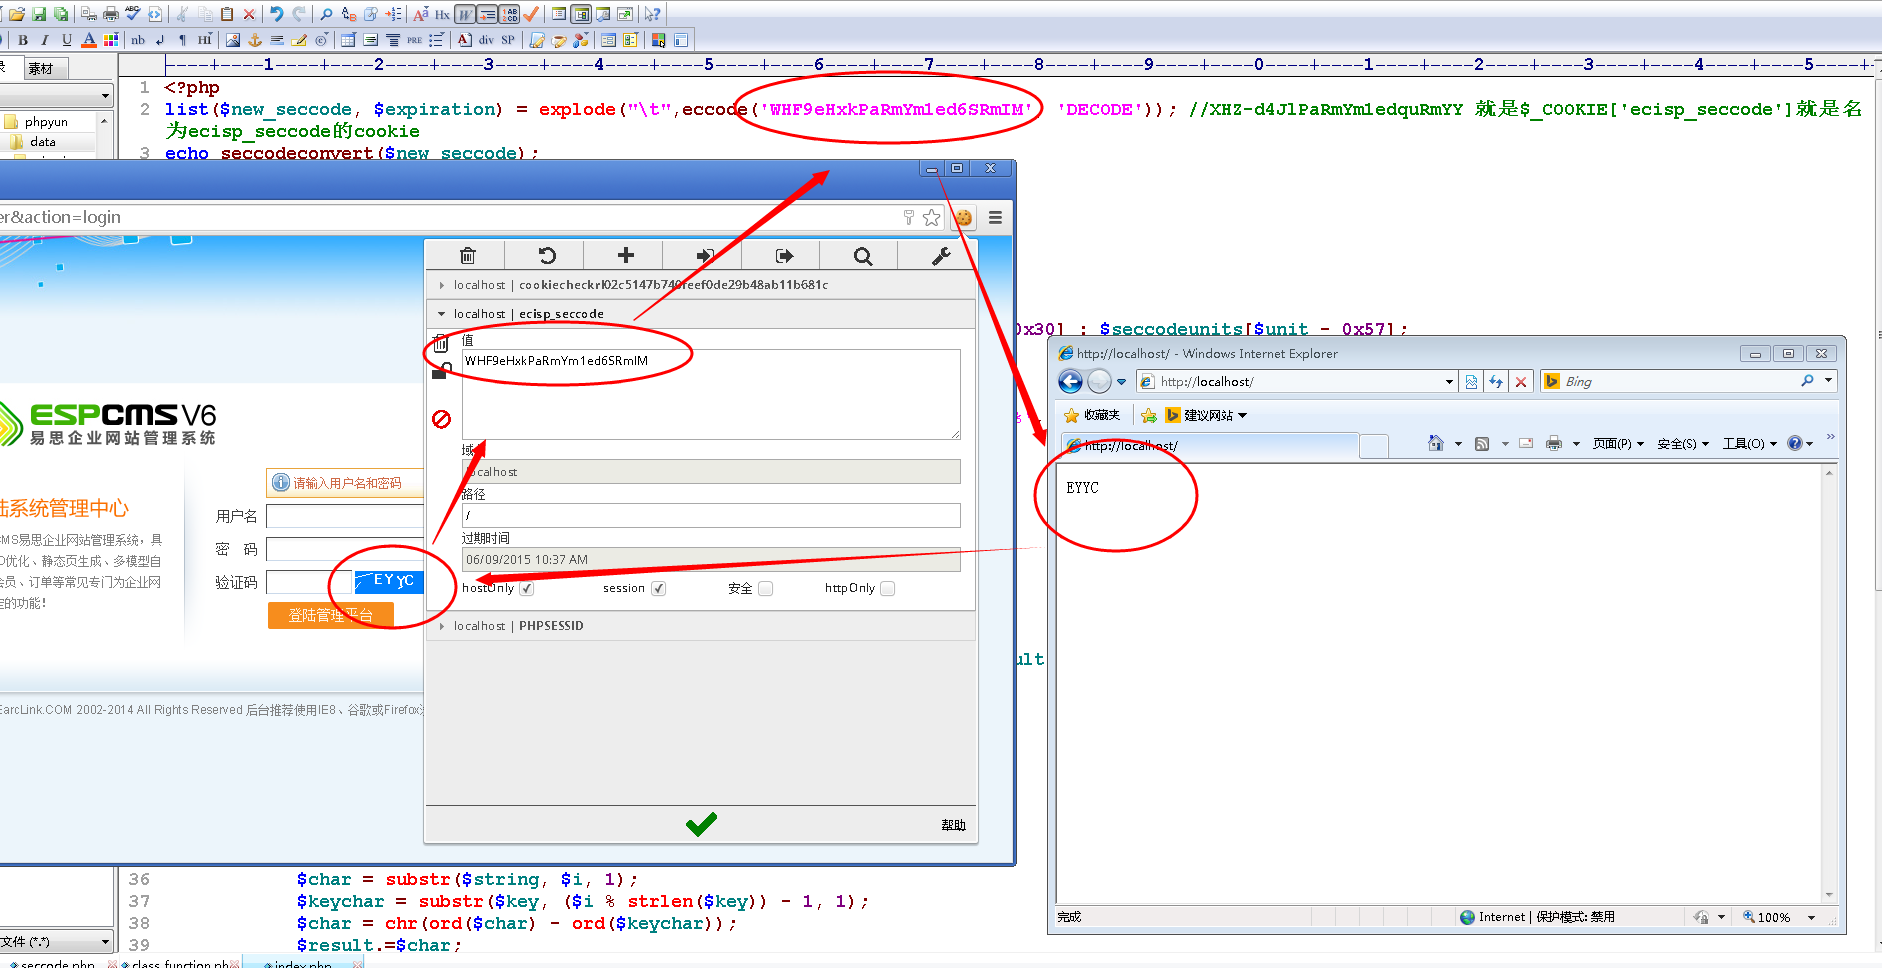 B I U A nb ¶ HI PRE A div SP
素材
----+----1----+----2----+----3----+----4----+----5----+----6----+----7----+----8----+----9----+----0----+----1----+----2----+----3----+----4----+----5----+
phpyun
data
1 <?php
2 list($new_seccode, $expiration) = explode("\t",eccode('WHF9eHxkPaRmYm1ed6SRmIM' 'DECODE')); //XHZ-d4JlPaRmYm1edquRmYY 就是$_COOKIE['ecisp_seccode']就是名
为ecisp_seccode的cookie
3 echo seccodeconvert($new_seccode);
er&action=login
localhost | cookiecheckrl02c5147b740feef0de29b48ab11b681c
localhost | ecisp_seccode
值
WHF9eHxkPaRmYm1ed6SRmIM
域
localhost
路径
/
过期时间
06/09/2015 10:37 AM
hostOnly session 安全 httpOnly
localhost | PHPSESSID
帮助
ESPCMS V6
易思企业网站管理系统
陆系统管理中心
CMS易思企业网站管理系统，具
O优化、静态页生成、多模型自
会员、订单等常见专门为企业网
定的功能！
请输入用户名和密码
用户名
密 码
验证码
EYYC
登陆管理平台
EarcLink.COM 2002-2014 All Rights Reserved 后台推荐使用IE8、谷歌或Firefox
0x30] : $seccodeunits[$unit - 0x57];
ult
http://localhost/ - Windows Internet Explorer
http://localhost/
Bing
收藏夹 建议网站
http://localhost/
页面(P) 安全(S) 工具(O)
EYYC
完成
Internet | 保护模式: 禁用
100%
36 $char = substr($string, $i, 1);
37 $keychar = substr($key, ($i % strlen($key)) - 1, 1);
38 $char = chr(ord($char) - ord($keychar));
39 $result.=$char;
文件 (*.*)
seccode.php class_function.ph index.php